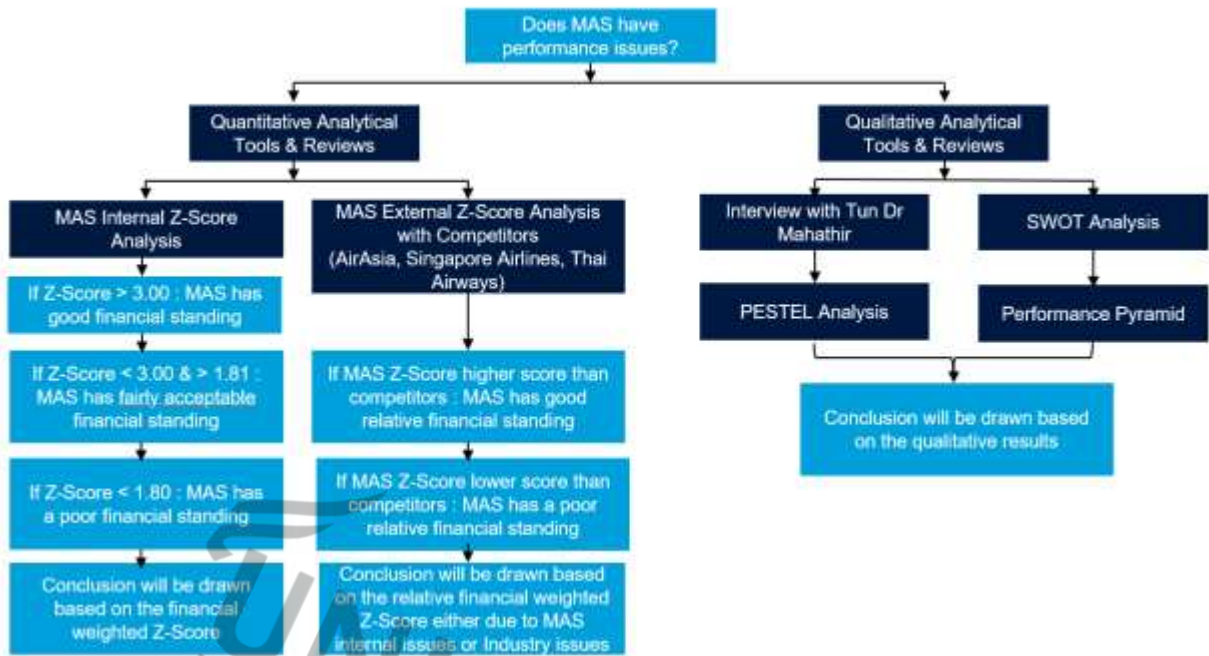 Does MAS have
performance issues?
Quantitative Analytical
Tools & Reviews
Qualitative Analytical
Tools & Reviews
MAS Internal Z-Score
Analysis
MAS External Z-Score Analysis
with Competitors
(AirAsia, Singapore Airlines, Thai
Airways)
Interview with Tun Dr
Mahathir
SWOT Analysis
If Z-Score > 3.00 : MAS has
good financial standing
PESTEL Analysis
Performance Pyramid
If Z-Score < 3.00 & > 1.81 :
MAS has fairly acceptable
financial standing
If MAS Z-Score higher score than
competitors : MAS has good
relative financial standing
Conclusion will be drawn based
on the qualitative results
If Z-Score < 1.80 : MAS has
a poor financial standing
If MAS Z-Score lower score than
competitors : MAS has a poor
relative financial standing
Conclusion will be drawn
based on the financial
weighted Z-Score
Conclusion will be drawn based
on the relative financial weighted
Z-Score either due to MAS
internal issues or Industry issues